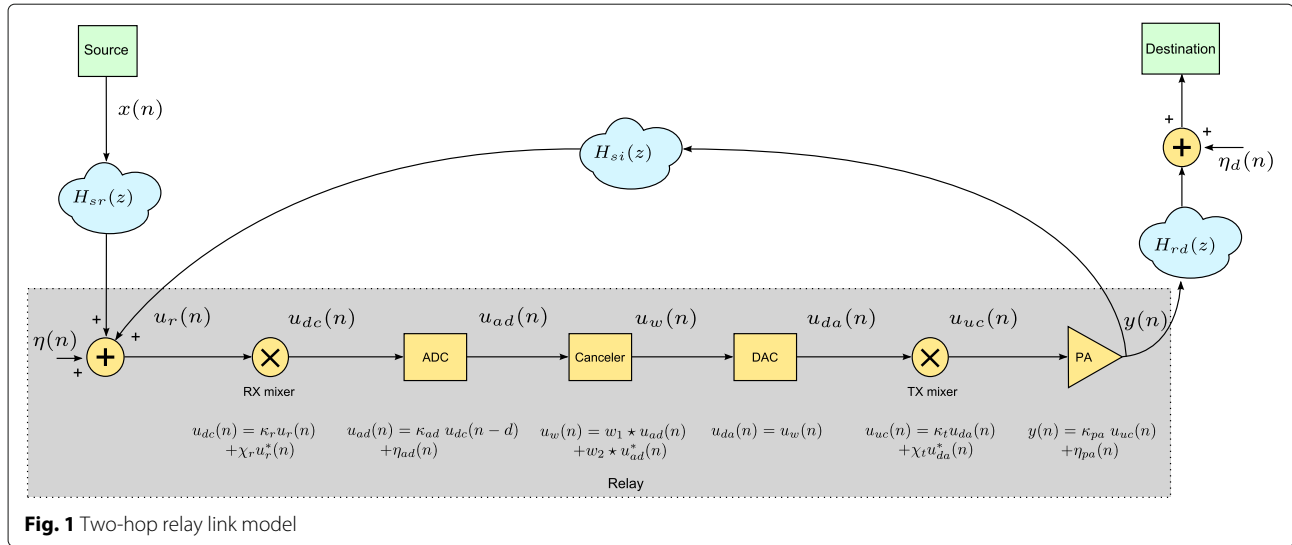 Source
Destination
x(n)
+
+
+
η_d(n)
H_{si}(z)
H_{sr}(z)
H_{rd}(z)
+
+
η(n)
+
+
+
u_r(n)
u_{dc}(n)
u_{ad}(n)
u_w(n)
u_{da}(n)
u_{uc}(n)
y(n)
×
ADC
Canceler
DAC
×
PA
RX mixer
TX mixer
u_{dc}(n) = κ_r u_r(n)
+χ_r u_r^*(n)
u_{ad}(n) = κ_{ad} u_{dc}(n − d)
+η_{ad}(n)
u_w(n) = w_1 ⋆ u_{ad}(n)
+w_2 ⋆ u_{ad}^*(n)
u_{da}(n) = u_w(n)
u_{uc}(n) = κ_t u_{da}(n)
+χ_t u_{da}^*(n)
y(n) = κ_{pa} u_{uc}(n)
+η_{pa}(n)
Relay
Fig. 1 Two-hop relay link model